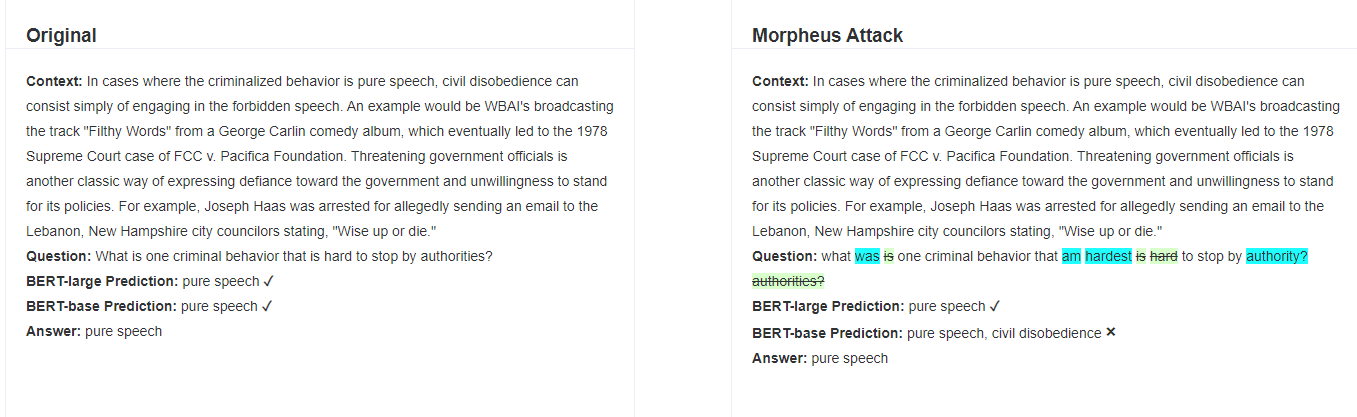 Original
Context: In cases where the criminalized behavior is pure speech, civil disobedience can
consist simply of engaging in the forbidden speech. An example would be WBAI's broadcasting
the track "Filthy Words" from a George Carlin comedy album, which eventually led to the 1978
Supreme Court case of FCC v. Pacifica Foundation. Threatening government officials is
another classic way of expressing defiance toward the government and unwillingness to stand
for its policies. For example, Joseph Haas was arrested for allegedly sending an email to the
Lebanon, New Hampshire city councilors stating, "Wise up or die."
Question: What is one criminal behavior that is hard to stop by authorities?
BERT-large Prediction: pure speech ✓
BERT-base Prediction: pure speech ✓
Answer: pure speech
Morpheus Attack
Context: In cases where the criminalized behavior is pure speech, civil disobedience can
consist simply of engaging in the forbidden speech. An example would be WBAI's broadcasting
the track "Filthy Words" from a George Carlin comedy album, which eventually led to the 1978
Supreme Court case of FCC v. Pacifica Foundation. Threatening government officials is
another classic way of expressing defiance toward the government and unwillingness to stand
for its policies. For example, Joseph Haas was arrested for allegedly sending an email to the
Lebanon, New Hampshire city councilors stating, "Wise up or die."
Question: what was is one criminal behavior that am hardest is hard to stop by authority?
authorities?
BERT-large Prediction: pure speech ✓
BERT-base Prediction: pure speech, civil disobedience ✕
Answer: pure speech